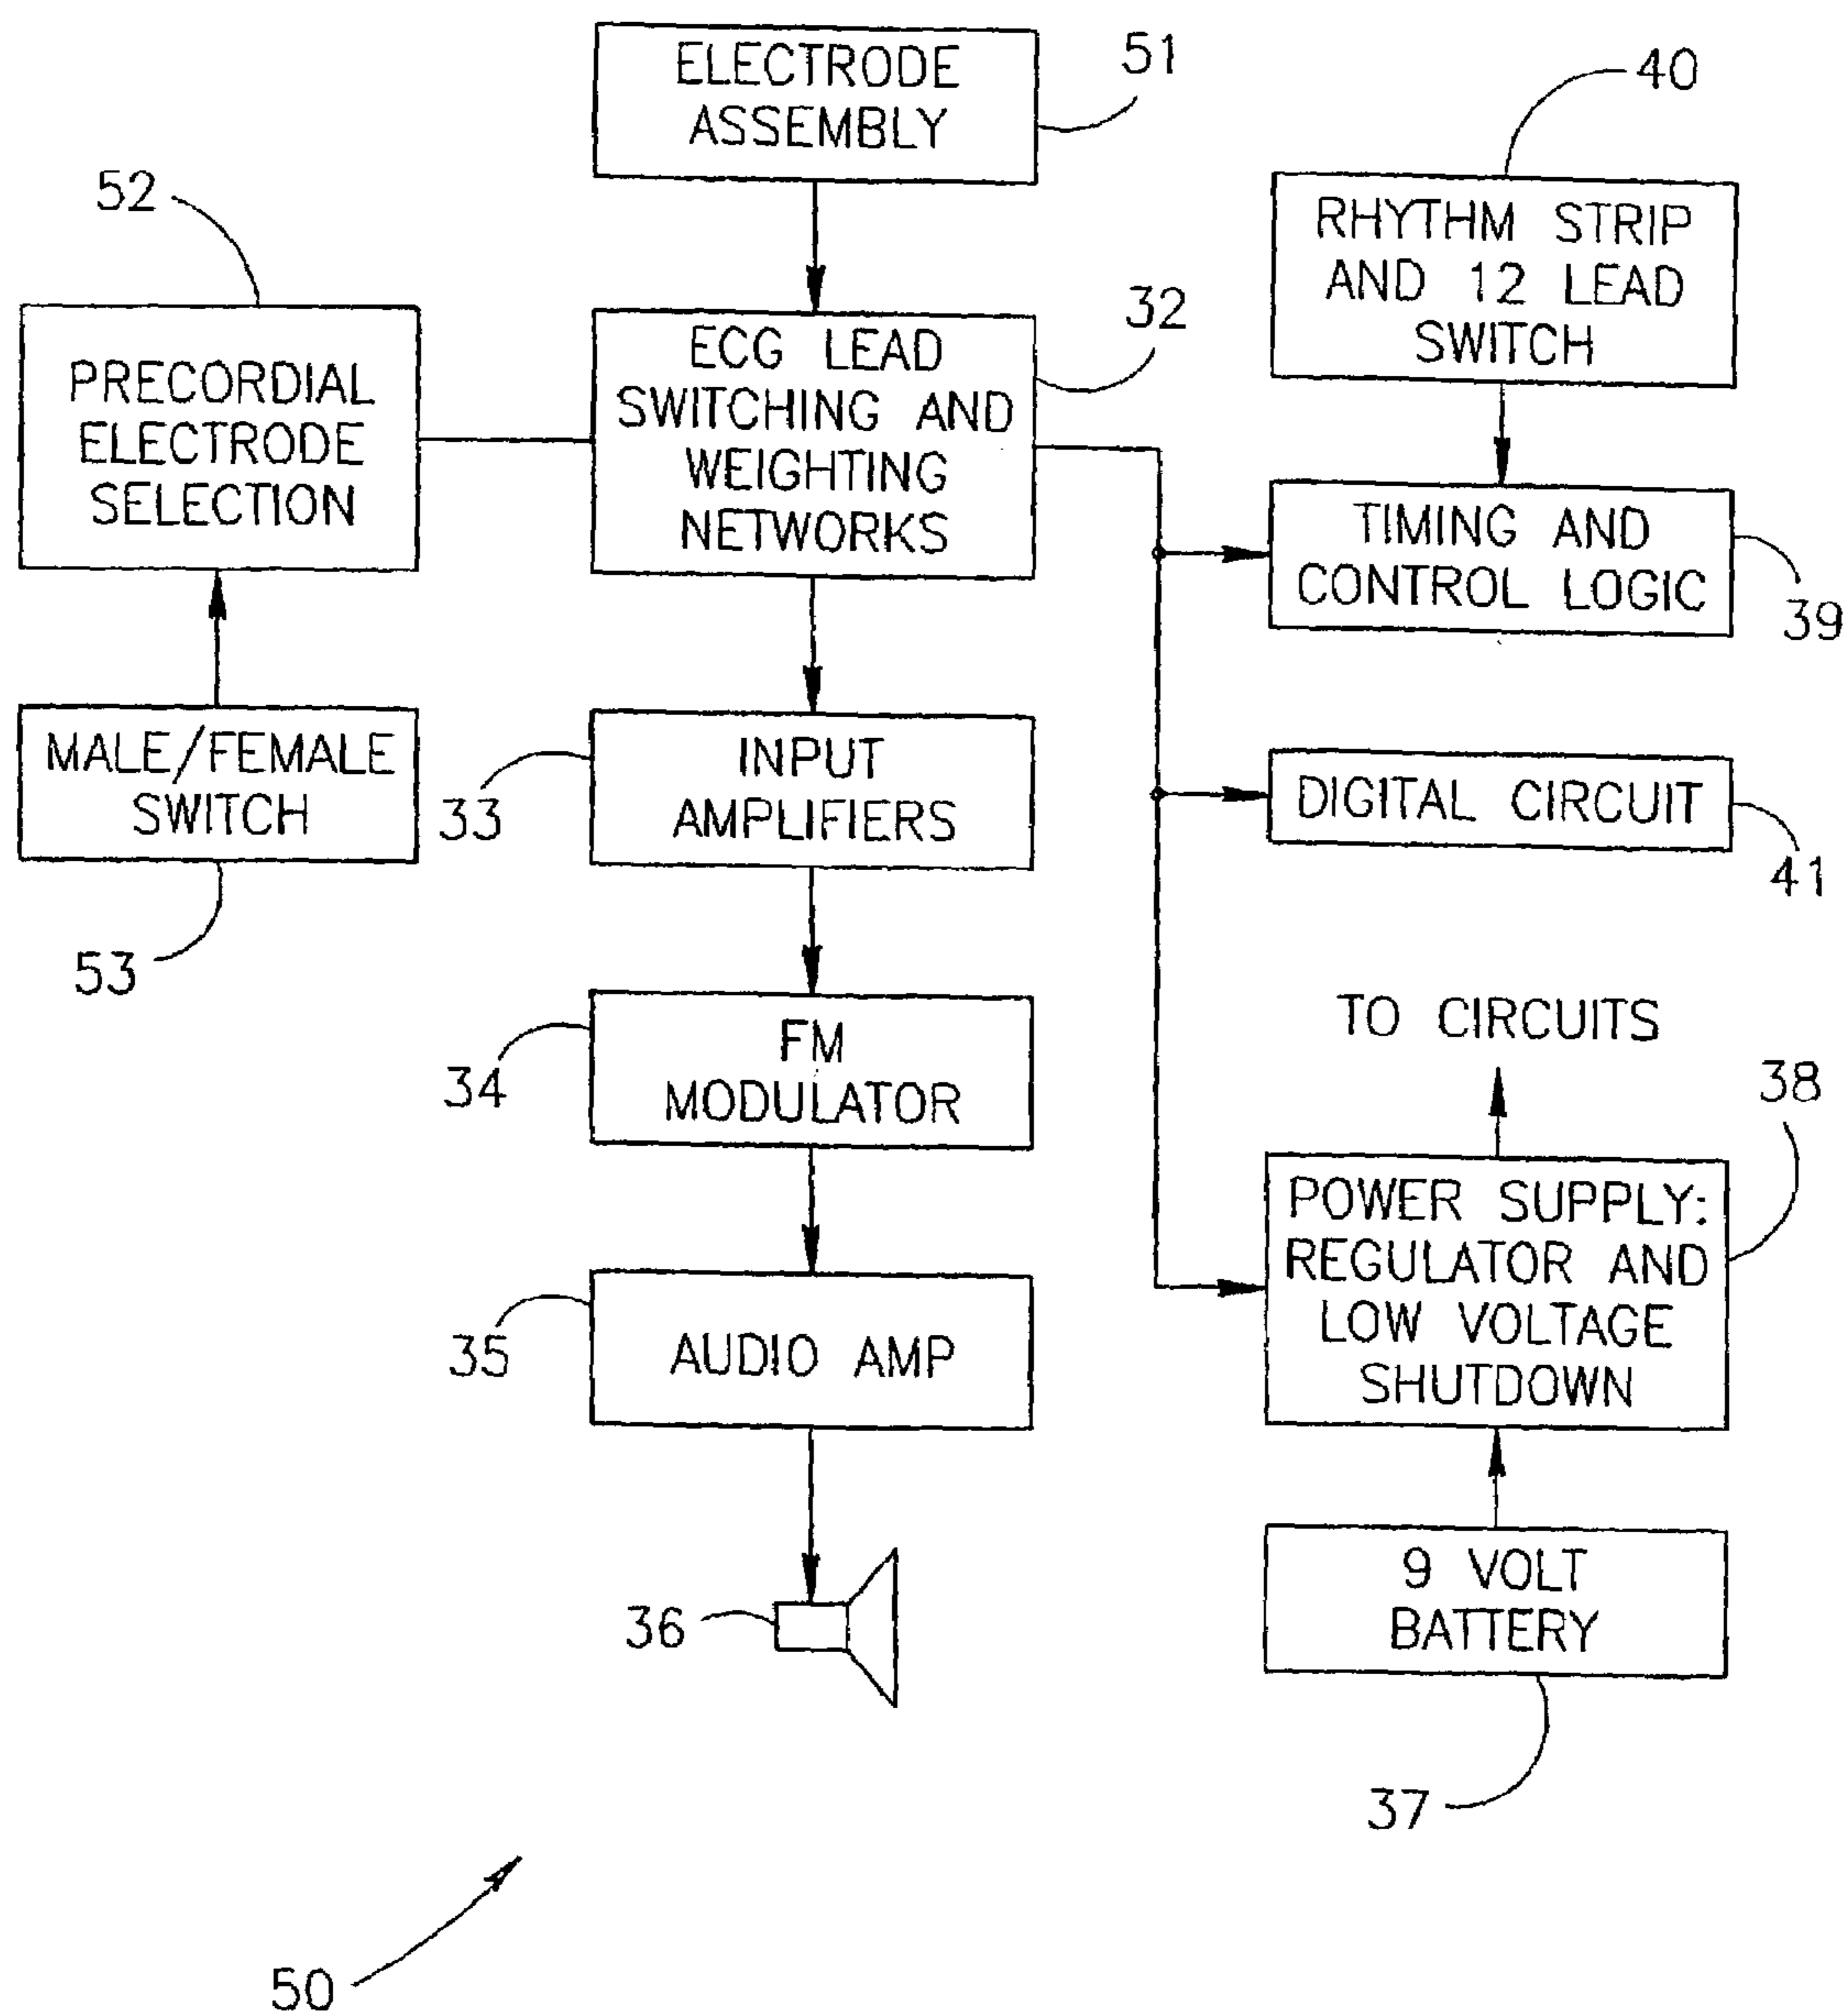 ELECTRODE
ASSEMBLY
51
40
RHYTHM STRIP
AND 12 LEAD
SWITCH
52
PRECORDIAL
ELECTRODE
SELECTION
ECG LEAD
SWITCHING AND
WEIGHTING
NETWORKS
32
TIMING AND
CONTROL LOGIC
39
MALE/FEMALE
SWITCH
53
33
INPUT
AMPLIFIERS
DIGITAL CIRCUIT
41
34
FM
MODULATOR
TO CIRCUITS
38
POWER SUPPLY:
REGULATOR AND
LOW VOLTAGE
SHUTDOWN
35
AUDIO AMP
36
9 VOLT
BATTERY
37
50